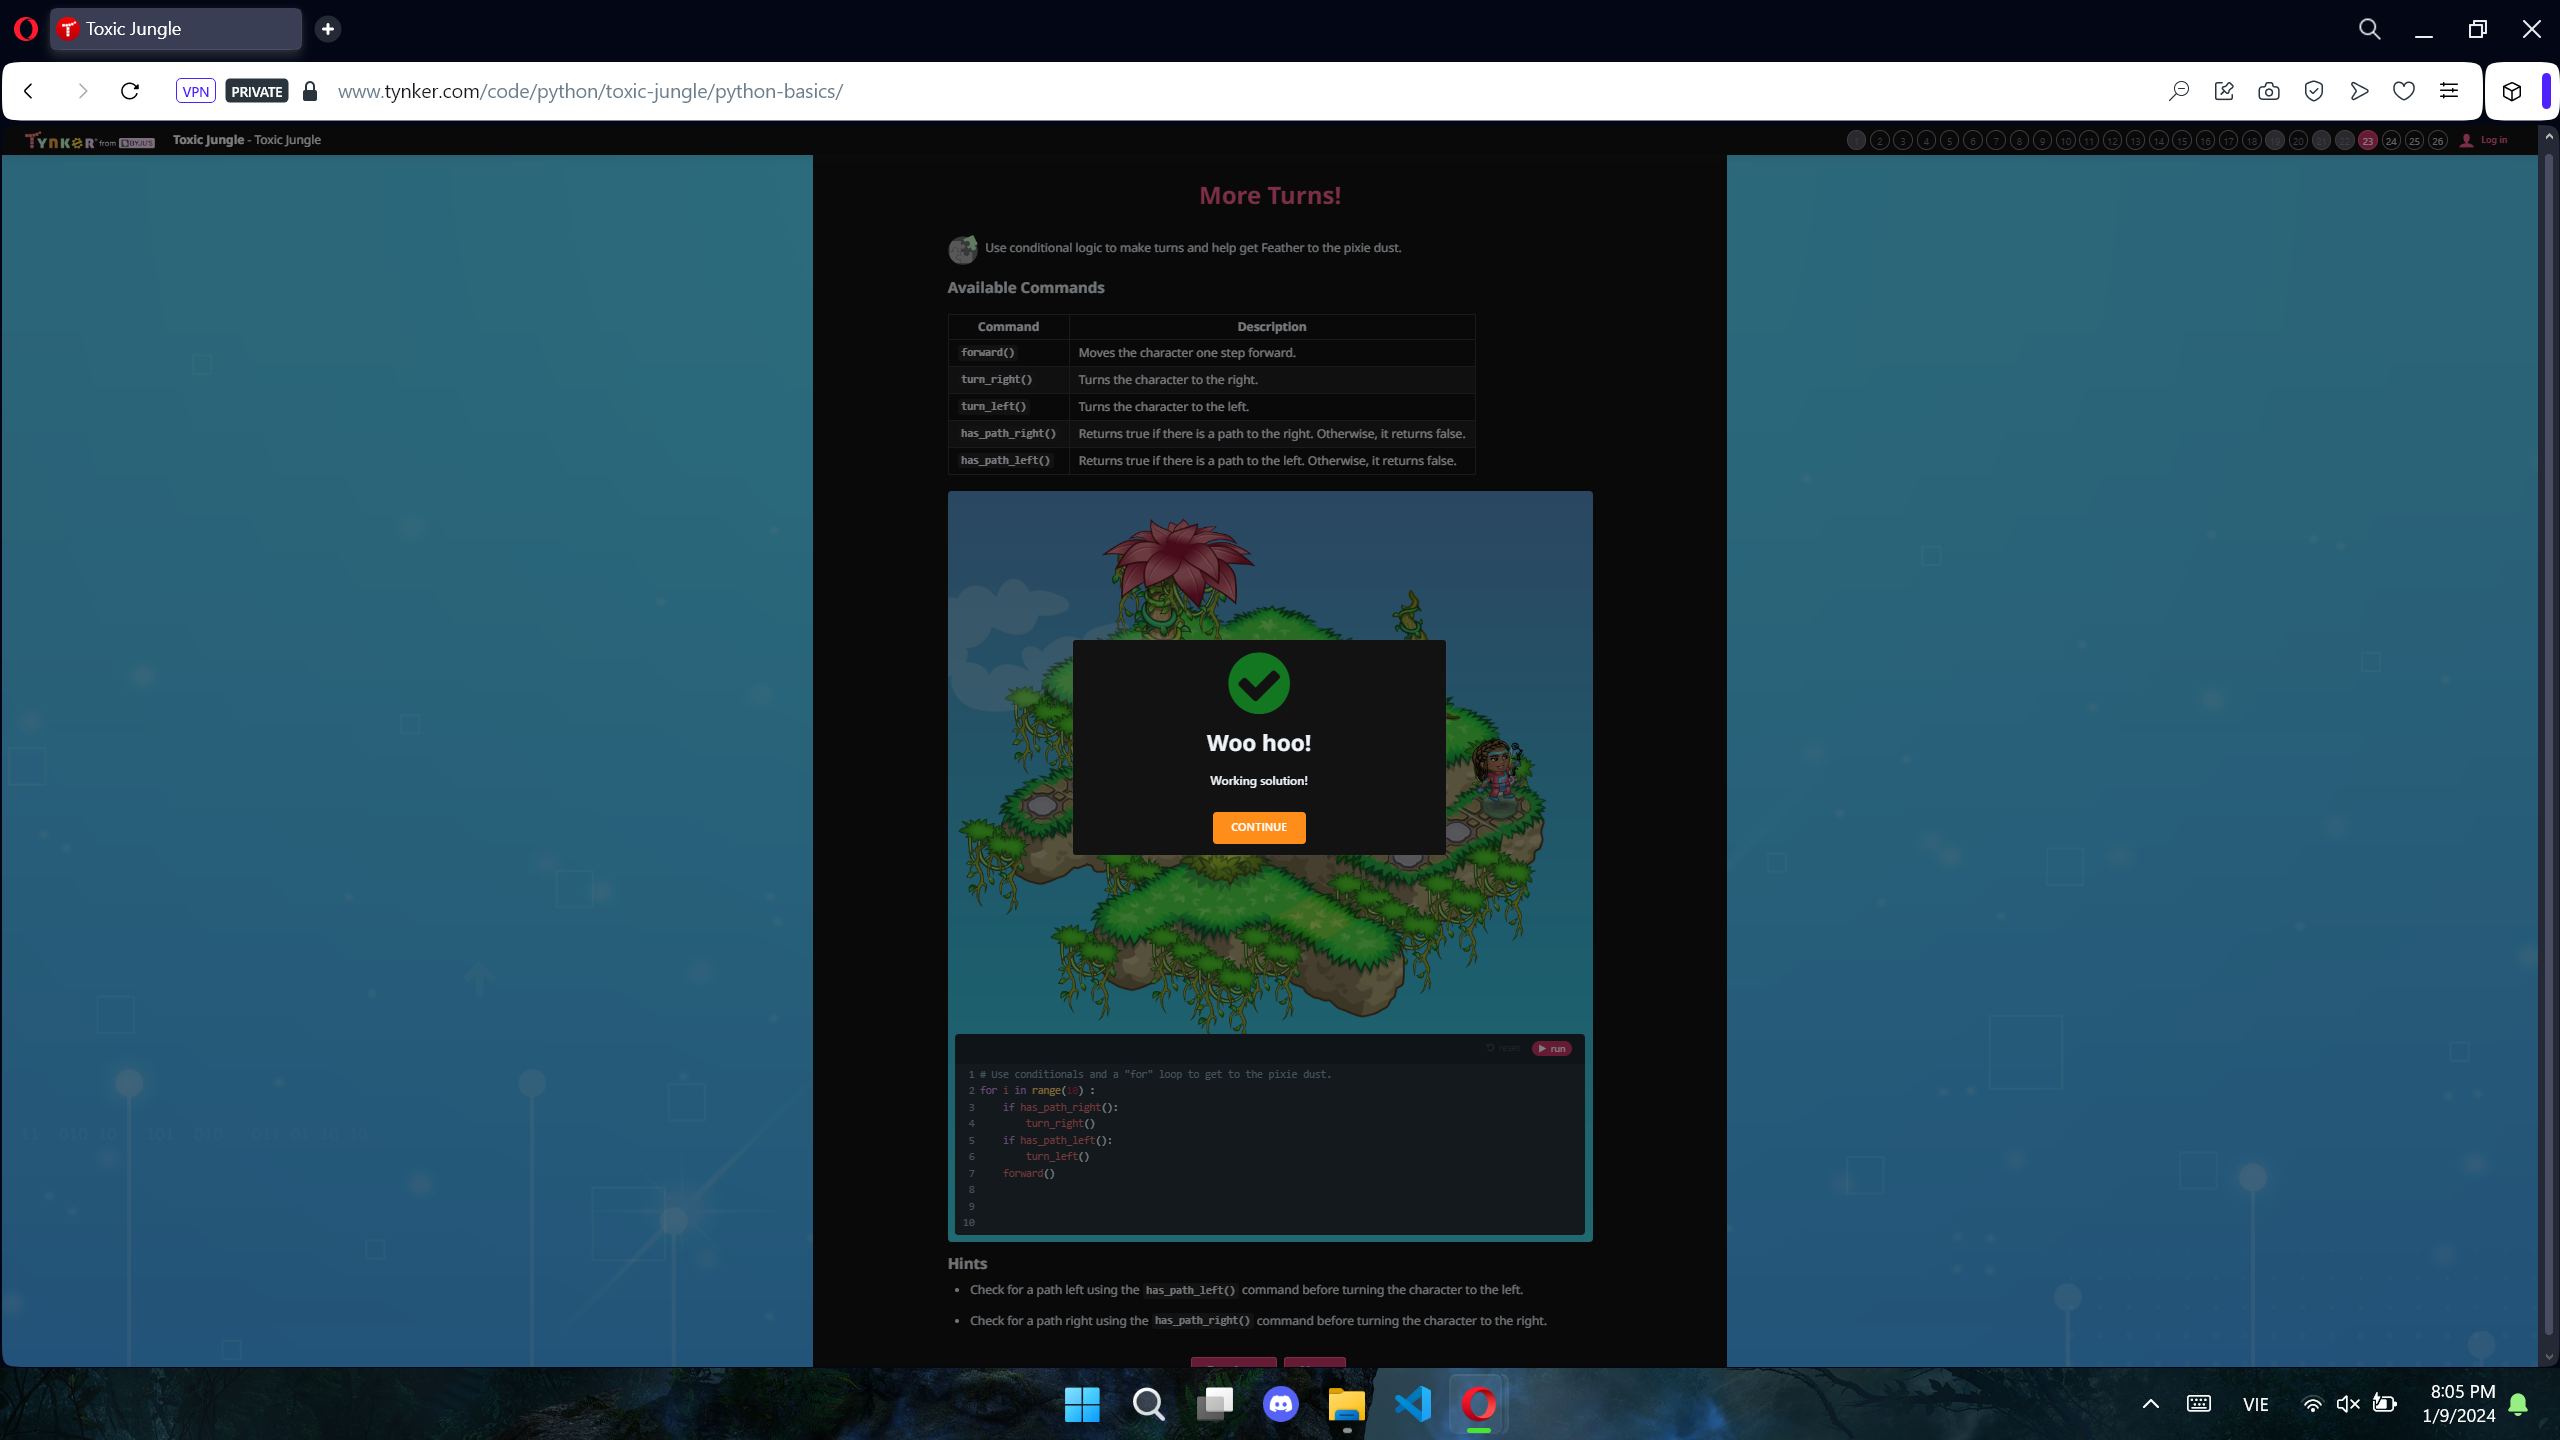 Toxic Jungle
VPN PRIVATE www.tynker.com/code/python/toxic-jungle/python-basics/
TYNKER from BYJU'S Toxic Jungle - Toxic Jungle
1 2 3 4 5 6 7 8 9 10 11 12 13 14 15 16 17 18 19 20 21 22 23 24 25 26 Log in
More Turns!
Use conditional logic to make turns and help get Feather to the pixie dust.
Available Commands
Command Description
forward() Moves the character one step forward.
turn_right() Turns the character to the right.
turn_left() Turns the character to the left.
has_path_right() Returns true if there is a path to the right. Otherwise, it returns false.
has_path_left() Returns true if there is a path to the left. Otherwise, it returns false.
Woo hoo!
Working solution!
CONTINUE
reset run
1 # Use conditionals and a "for" loop to get to the pixie dust.
2 for i in range(10) :
3 if has_path_right():
4 turn_right()
5 if has_path_left():
6 turn_left()
7 forward()
8
9
10
Hints
• Check for a path left using the has_path_left() command before turning the character to the left.
• Check for a path right using the has_path_right() command before turning the character to the right.
VIE
8:05 PM
1/9/2024